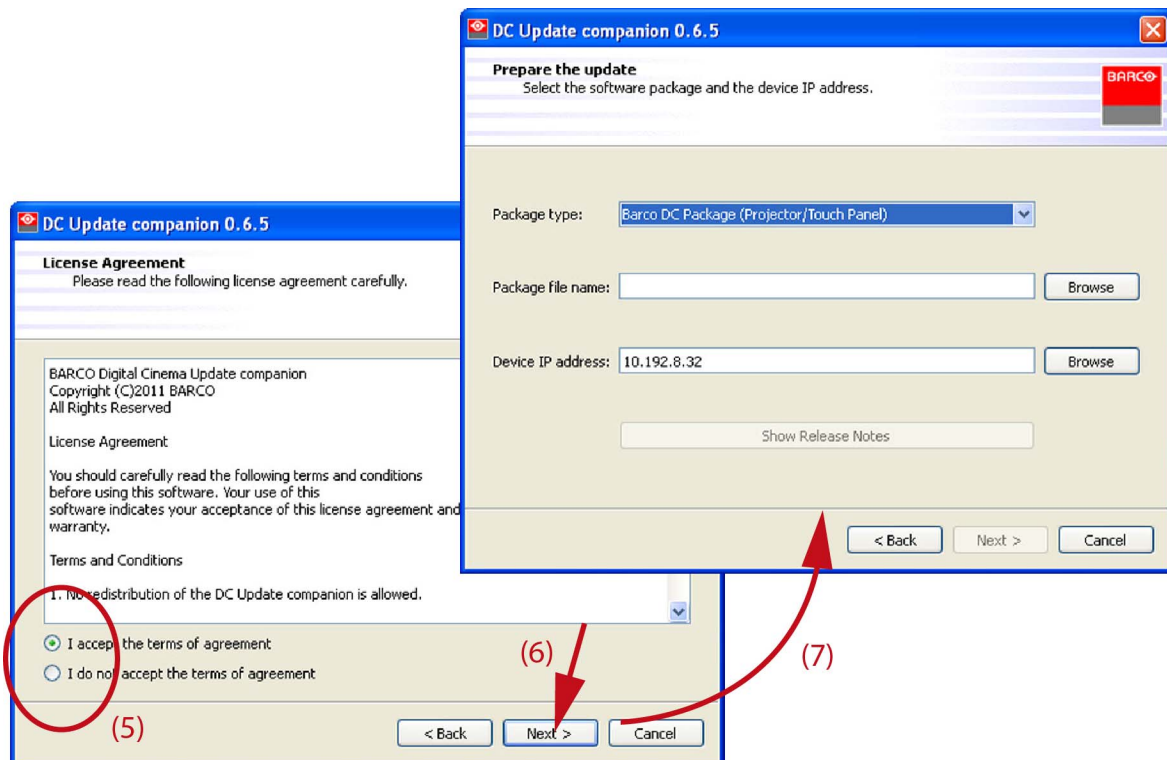 DC Update companion 0.6.5
Prepare the update
Select the software package and the device IP address.
BARCO
Package type: Barco DC Package (Projector/Touch Panel)
Package file name: Browse
Device IP address: 10.192.8.32 Browse
Show Release Notes
< Back Next > Cancel
DC Update companion 0.6.5
License Agreement
Please read the following license agreement carefully.
BARCO Digital Cinema Update companion
Copyright (C)2011 BARCO
All Rights Reserved
License Agreement
You should carefully read the following terms and conditions
before using this software. Your use of this
software indicates your acceptance of this license agreement and
warranty.
Terms and Conditions
1. No redistribution of the DC Update companion is allowed.
I accept the terms of agreement
I do not accept the terms of agreement
(5)
(6)
(7)
< Back Next > Cancel